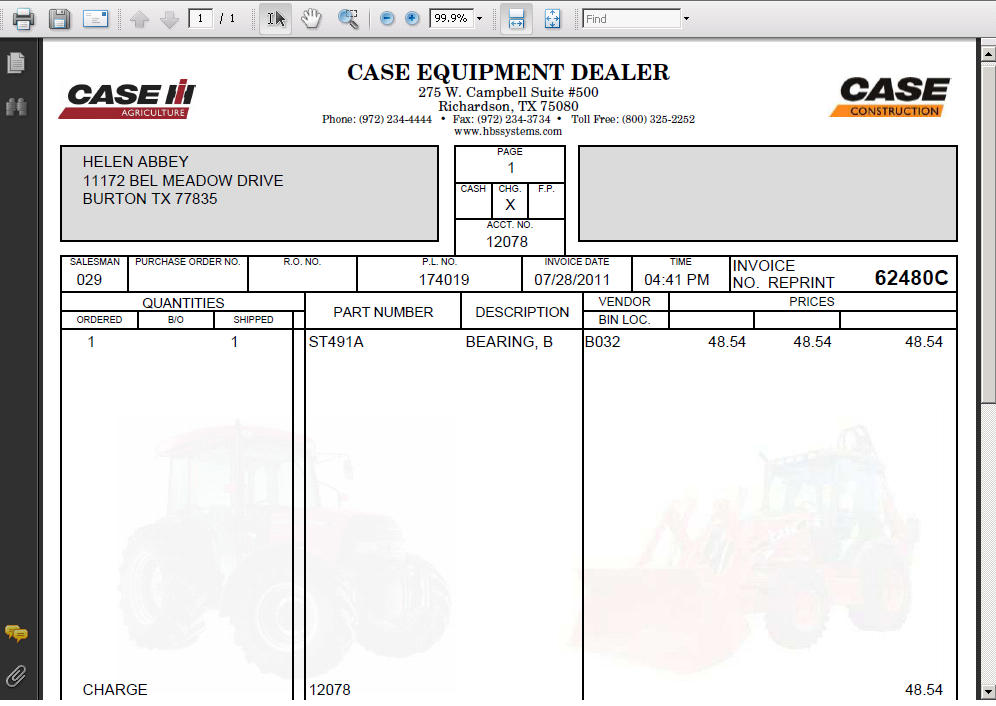 1 / 1 99.9% Find
CASE IH
AGRICULTURE
CASE EQUIPMENT DEALER
275 W. Campbell Suite #500
Richardson, TX 75080
Phone: (972) 234-4444 • Fax: (972) 234-3734 • Toll Free: (800) 325-2252
www.hbssystems.com
CASE
CONSTRUCTION
HELEN ABBEY
11172 BEL MEADOW DRIVE
BURTON TX 77835
PAGE
1
CASH CHG. F.P.
X
ACCT. NO.
12078
SALESMAN PURCHASE ORDER NO. R.O. NO. P.L. NO. INVOICE DATE TIME INVOICE
029 174019 07/28/2011 04:41 PM NO. REPRINT 62480C
QUANTITIES PART NUMBER DESCRIPTION VENDOR PRICES
ORDERED B/O SHIPPED BIN LOC.
1 1 ST491A BEARING, B B032 48.54 48.54 48.54
CHARGE 12078 48.54